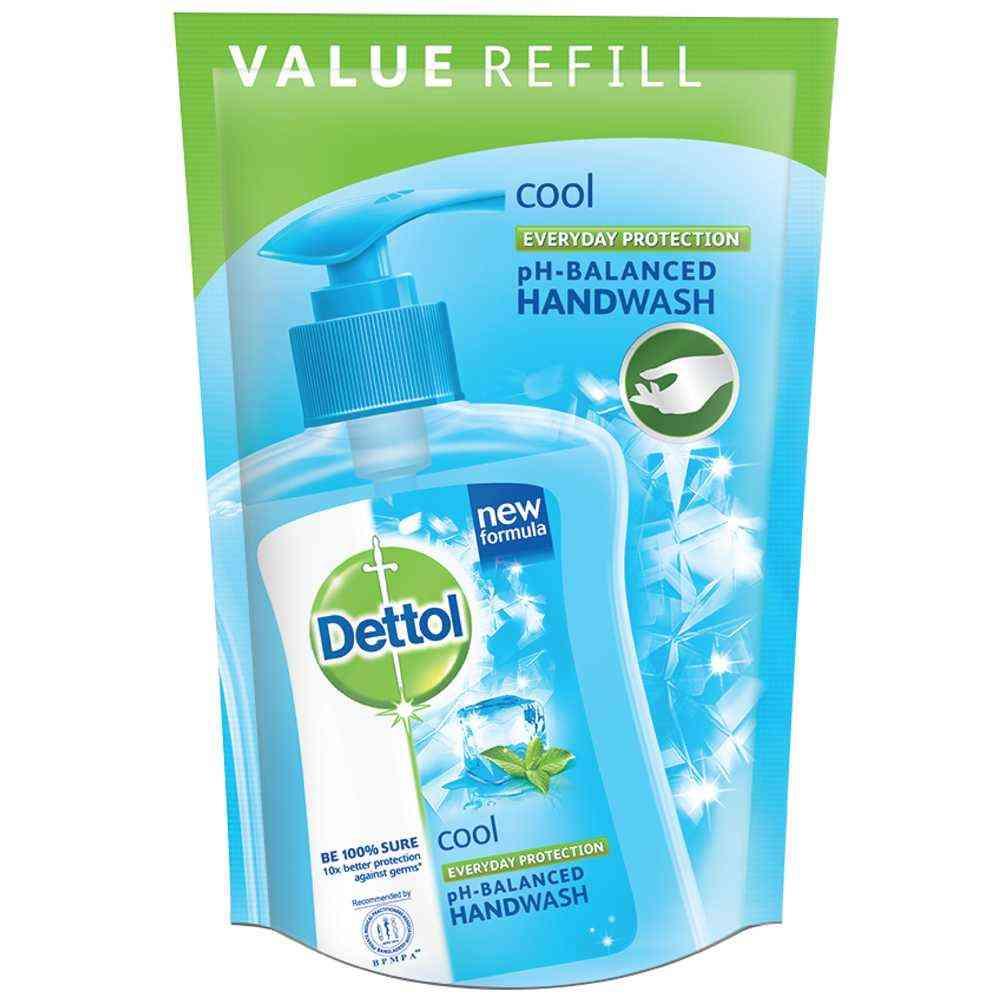 VALUE REFILL
cool
EVERYDAY PROTECTION
pH-BALANCED
HANDWASH
new
formula
Dettol
BE 100% SURE
10x better protection
against germs*
Recommended by
BPMPA
cool
EVERYDAY PROTECTION
pH-BALANCED
HANDWASH